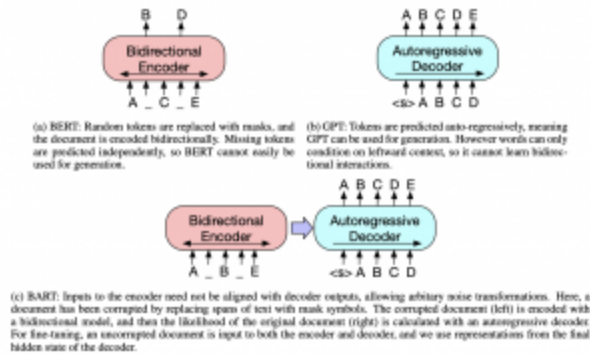 B D
Bidirectional
Encoder
A _ C _ E
A B C D E
Autoregressive
Decoder
<s> A B C D
(a) BERT: Random tokens are replaced with masks, and
the document is encoded bidirectionally. Missing tokens
are predicted independently, so BERT cannot easily be
used for generation.
(b) GPT: Tokens are predicted auto-regressively, meaning
GPT can be used for generation. However words can only
condition on leftward context, so it cannot learn bidirec-
tional interactions.
Bidirectional
Encoder
A _ B _ E
A B C D E
Autoregressive
Decoder
<s> A B C D
(c) BART: Inputs to the encoder need not be aligned with decoder outputs, allowing arbitary noise transformations. Here, a
document has been corrupted by replacing spans of text with mask symbols. The corrupted document (left) is encoded with
a bidirectional model, and then the likelihood of the original document (right) is calculated with an autoregressive decoder.
For fine-tuning, an uncorrupted document is input to both the encoder and decoder, and we use representations from the final
hidden state of the decoder.